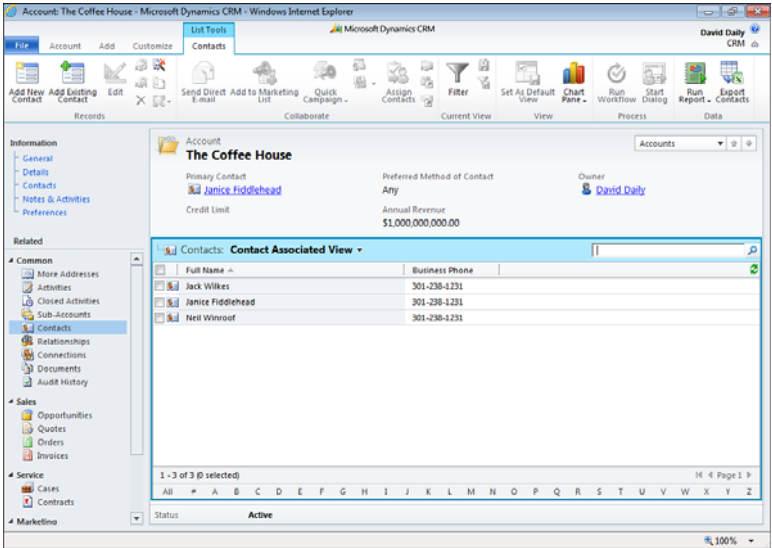 Account: The Coffee House - Microsoft Dynamics CRM - Windows Internet Explorer
List Tools
Microsoft Dynamics CRM
David Daily
CRM
File Account Add Customize Contacts
Add New Contact
Add Existing Contact
Edit
Send Direct E-mail
Add to Marketing List
Quick Campaign
Assign Contacts
Filter
Set As Default View
Chart Pane
Run Workflow
Start Dialog
Run Report
Export Contacts
Records Collaborate Current View View Process Data
Information
General
Details
Contacts
Notes & Activities
Preferences
Related
Common
More Addresses
Activities
Closed Activities
Sub-Accounts
Contacts
Relationships
Connections
Documents
Audit History
Sales
Opportunities
Quotes
Orders
Invoices
Service
Cases
Contracts
Marketing
Account
The Coffee House
Accounts
Primary Contact Preferred Method of Contact Owner
Janice Fiddlehead Any David Daily
Credit Limit Annual Revenue
$1,000,000,000.00
Contacts: Contact Associated View
Full Name Business Phone
Jack Wilkes 301-238-1231
Janice Fiddlehead 301-238-1231
Neil Winroof 301-238-1231
1 - 3 of 3 (0 selected) Page 1
All # A B C D E F G H I J K L M N O P Q R S T U V W X Y Z
Status Active
100%